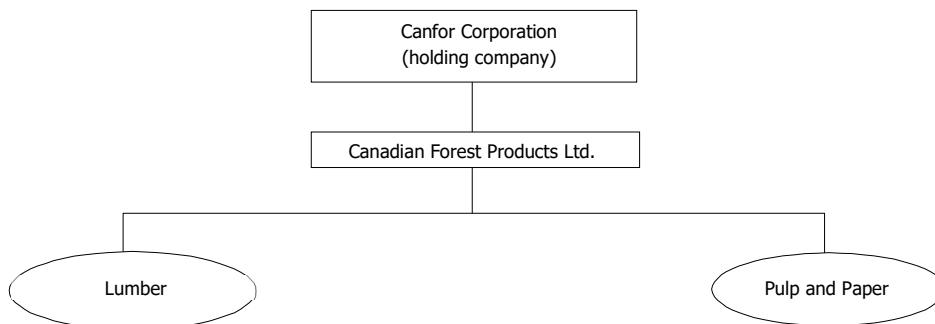 Canfor Corporation
(holding company)
Canadian Forest Products Ltd.
Lumber
Pulp and Paper